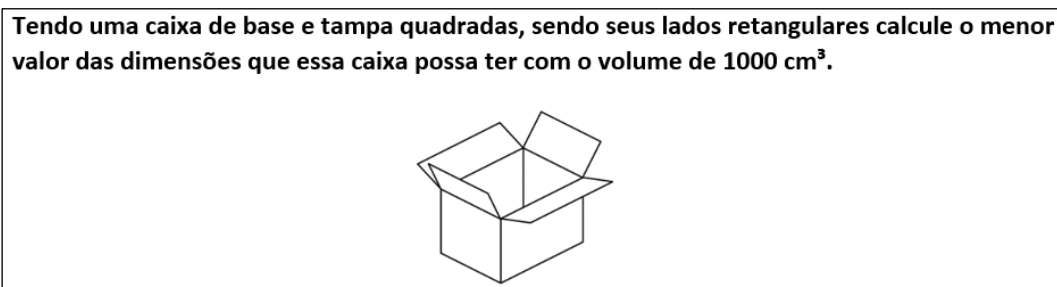 Tendo uma caixa de base e tampa quadradas, sendo seus lados retangulares calcule o menor
valor das dimensões que essa caixa possa ter com o volume de 1000 cm³.